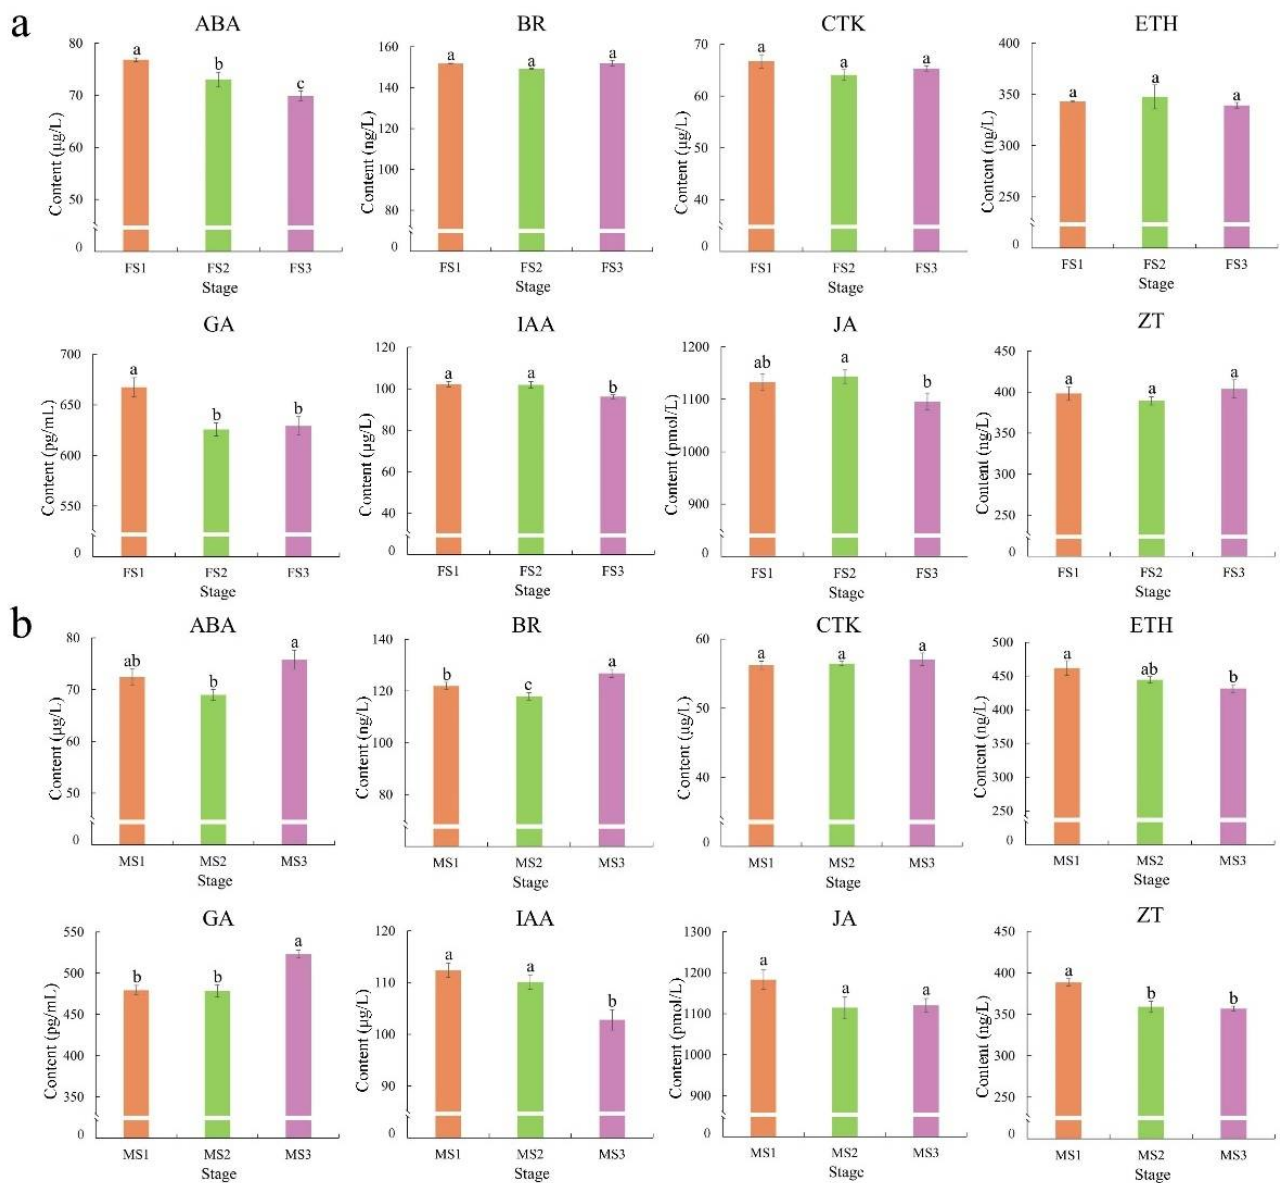 a
ABA
BR
CTK
ETH
Content (μg/L)
80
70
60
50
0
a
b
c
FS1
FS2
FS3
Stage
Content (ng/L)
160
140
120
100
80
0
a
a
a
FS1
FS2
FS3
Stage
Content (μg/L)
70
60
50
40
0
a
a
a
FS1
FS2
FS3
Stage
Content (ng/L)
400
350
300
250
0
a
a
a
FS1
FS2
FS3
Stage
GA
IAA
JA
ZT
Content (pg/mL)
700
650
600
550
0
a
b
b
FS1
FS2
FS3
Stage
Content (μg/L)
120
100
80
60
40
0
a
a
b
FS1
FS2
FS3
Stage
Content (pmol/L)
1200
1100
1000
900
0
ab
a
b
FS1
FS2
FS3
Stage
Content (ng/L)
450
400
350
300
250
0
a
a
a
FS1
FS2
FS3
Stage
b
ABA
BR
CTK
ETH
Content (μg/L)
80
70
60
50
0
ab
b
a
MS1
MS2
MS3
Stage
Content (ng/L)
140
120
100
80
0
b
c
a
MS1
MS2
MS3
Stage
Content (μg/L)
60
50
40
0
a
a
a
MS1
MS2
MS3
Stage
Content (ng/L)
500
450
400
350
300
250
0
a
ab
b
MS1
MS2
MS3
Stage
GA
IAA
JA
ZT
Content (pg/mL)
550
500
450
400
350
0
b
b
a
MS1
MS2
MS3
Stage
Content (μg/L)
120
110
100
90
0
a
a
b
MS1
MS2
MS3
Stage
Content (pmol/L)
1300
1200
1100
1000
900
0
a
a
a
MS1
MS2
MS3
Stage
Content (ng/L)
450
400
350
300
250
0
a
b
b
MS1
MS2
MS3
Stage